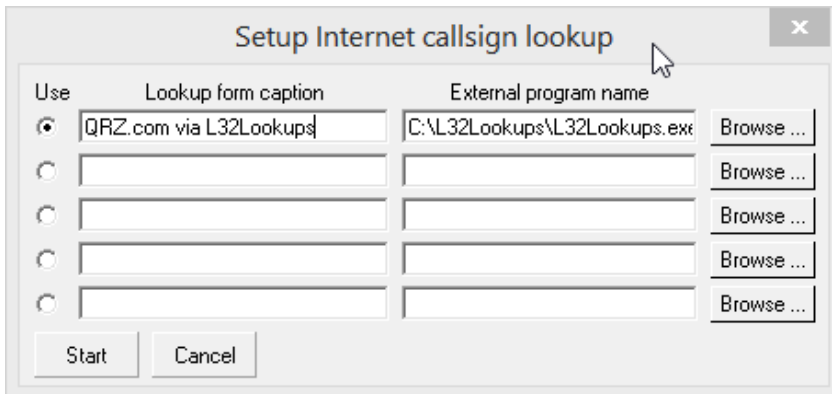 Setup Internet callsign lookup x
Use Lookup form caption External program name
QRZ.com via L32Lookups C:\L32Lookups\L32Lookups.exe Browse ...
Browse ...
Browse ...
Browse ...
Browse ...
Start Cancel